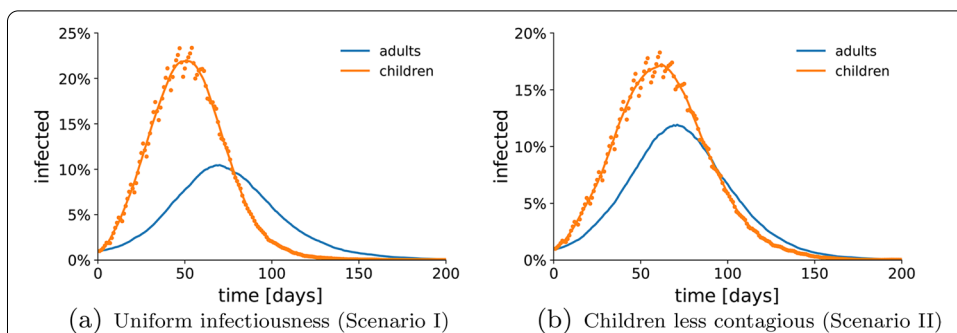 25%
20%
15%
10%
5%
0%
infected
adults
children
0 50 100 150 200
time [days]
(a) Uniform infectiousness (Scenario I)
20%
15%
10%
5%
0%
infected
adults
children
0 50 100 150 200
time [days]
(b) Children less contagious (Scenario II)